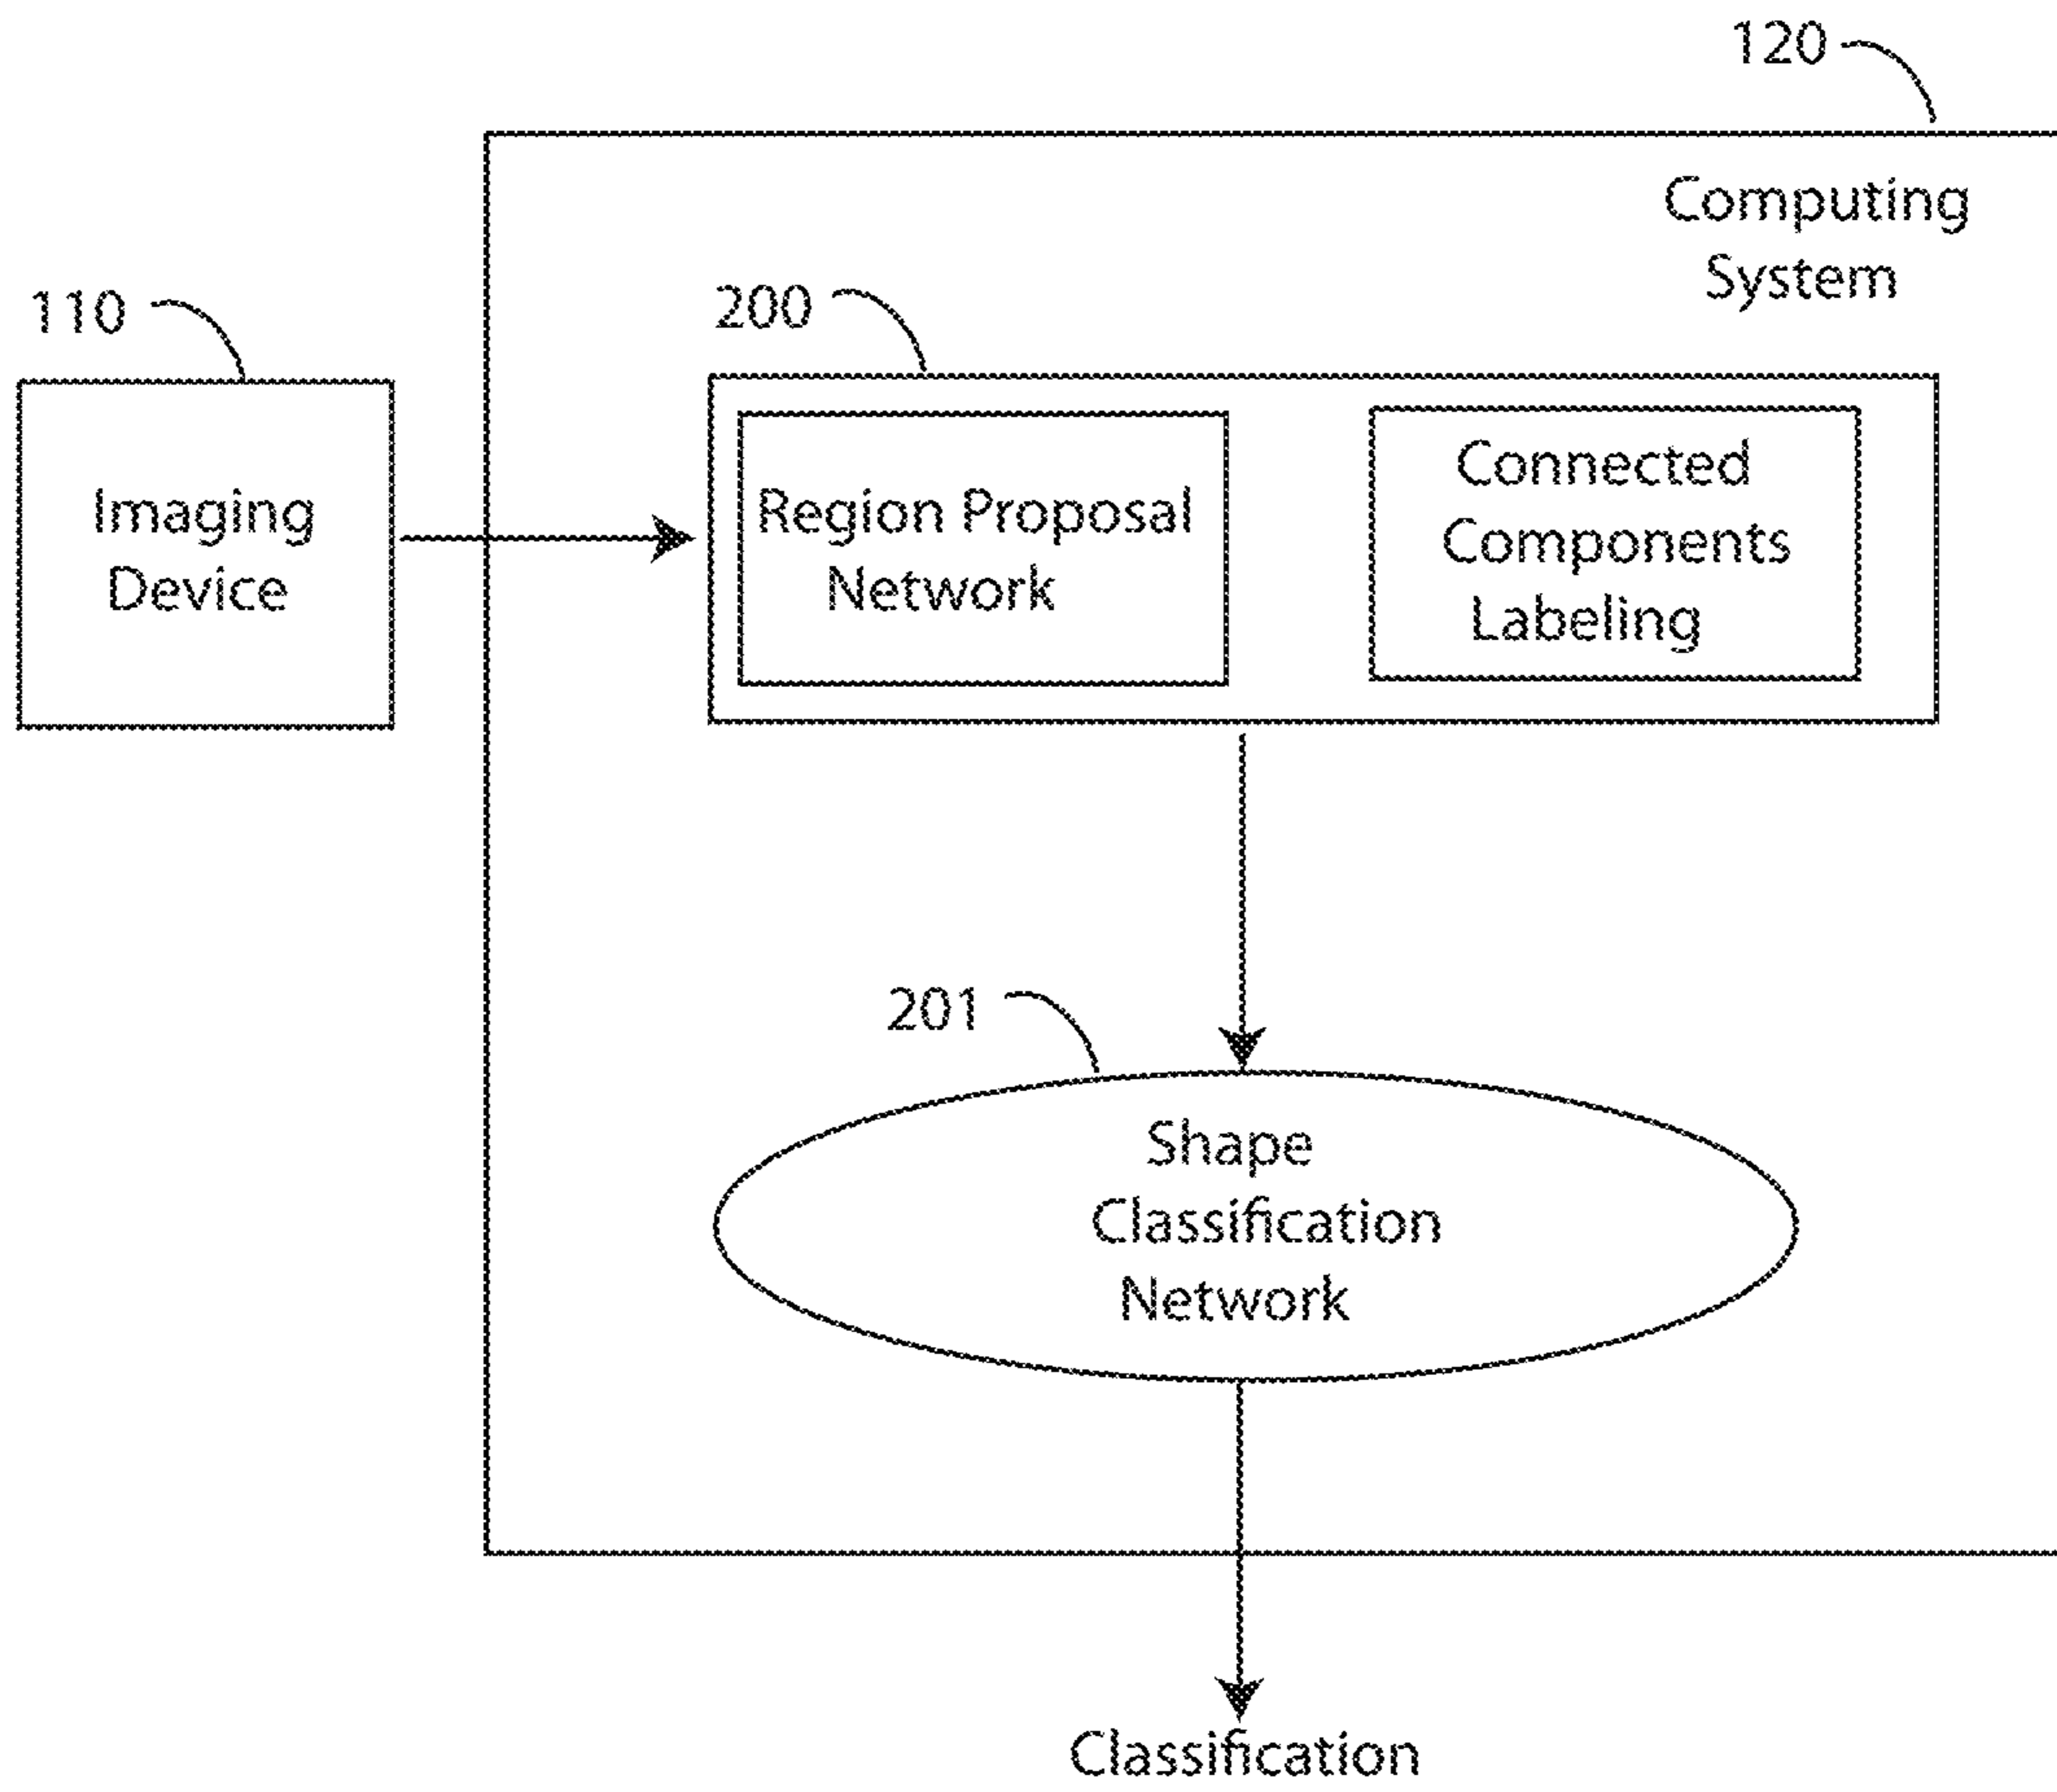 120
Computing
System
110
200
Imaging
Device
Region Proposal
Network
Connected
Components
Labeling
201
Shape
Classification
Network
Classification